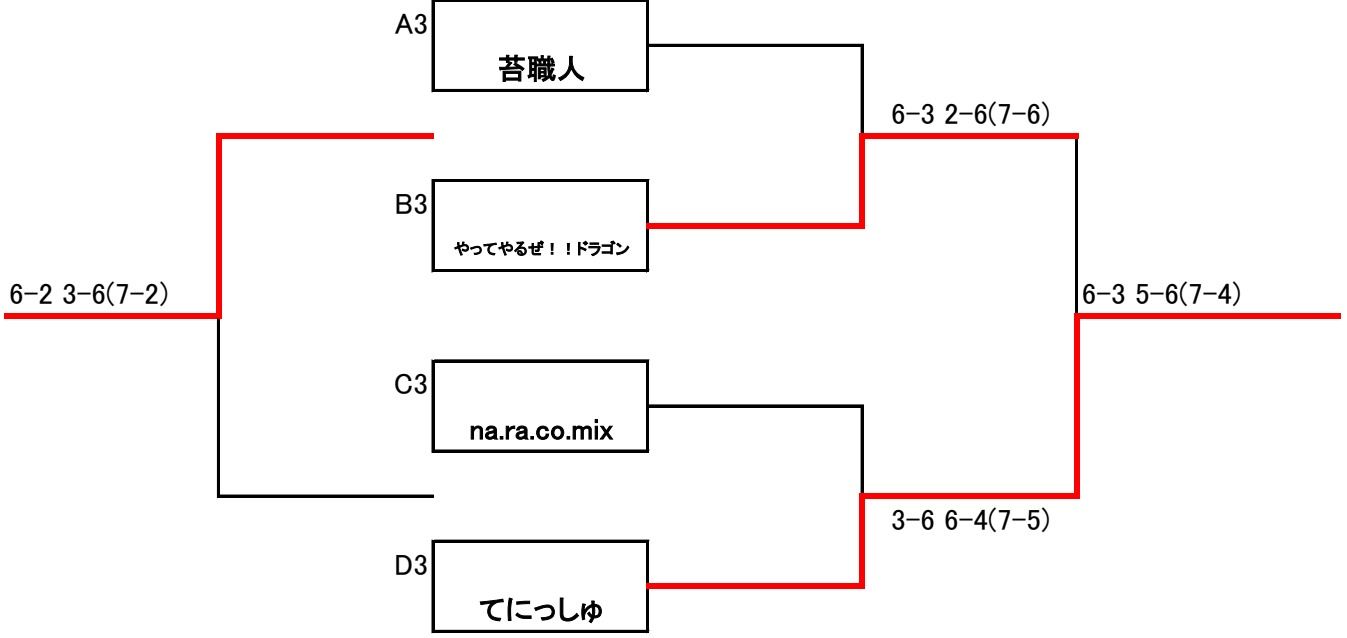 A3
苔職人
6-3 2-6(7-6)
B3
やってやるぜ！！ドラゴン
6-2 3-6(7-2)
6-3 5-6(7-4)
C3
na.ra.co.mix
3-6 6-4(7-5)
D3
てにっしゅ